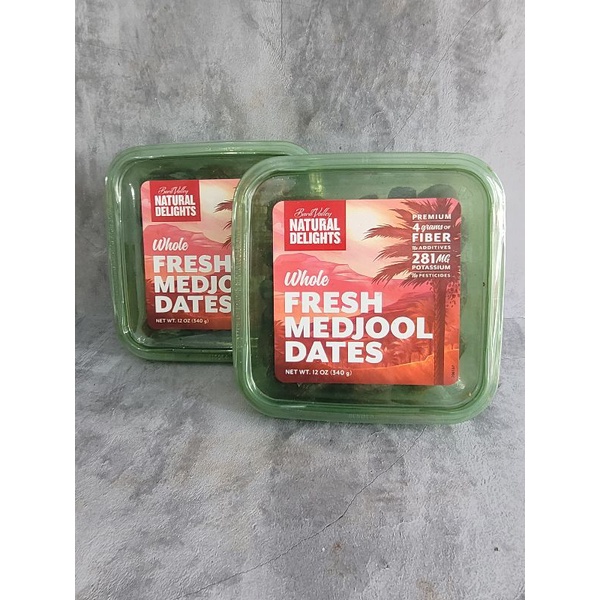 Bard Valley
NATURAL
DELIGHTS
Whole
FRESH
MEDJO
DATES
NET WT. 12 OZ (340 g)
Bard Valley
NATURAL
DELIGHTS
PREMIUM
4 grams OF
FIBER
No ADDITIVES
281 MG
POTASSIUM
No PESTICIDES
Whole
FRESH
MEDJOOL
DATES
NET WT. 12 OZ (340 g)